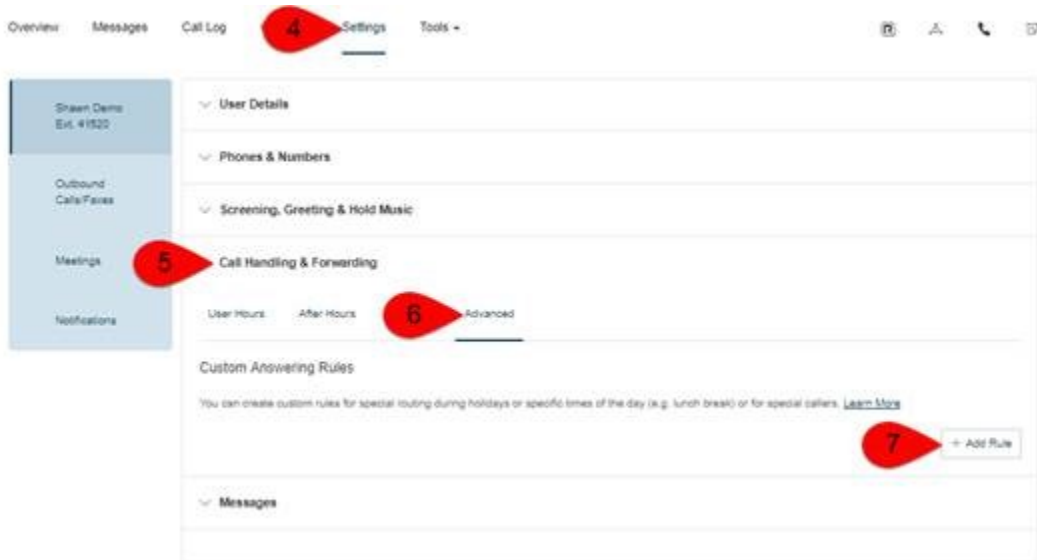 Overview Messages Call Log 4 Settings Tools
Shawn Demo
Ext. 41520
Outbound
Calls/Faxes
Meetings
Notifications
User Details
Phones & Numbers
Screening, Greeting & Hold Music
5 Call Handling & Forwarding
User Hours After Hours 6 Advanced
Custom Answering Rules
You can create custom rules for special routing during holidays or specific times of the day (e.g. lunch break) or for special callers. Learn More
7 + Add Rule
Messages